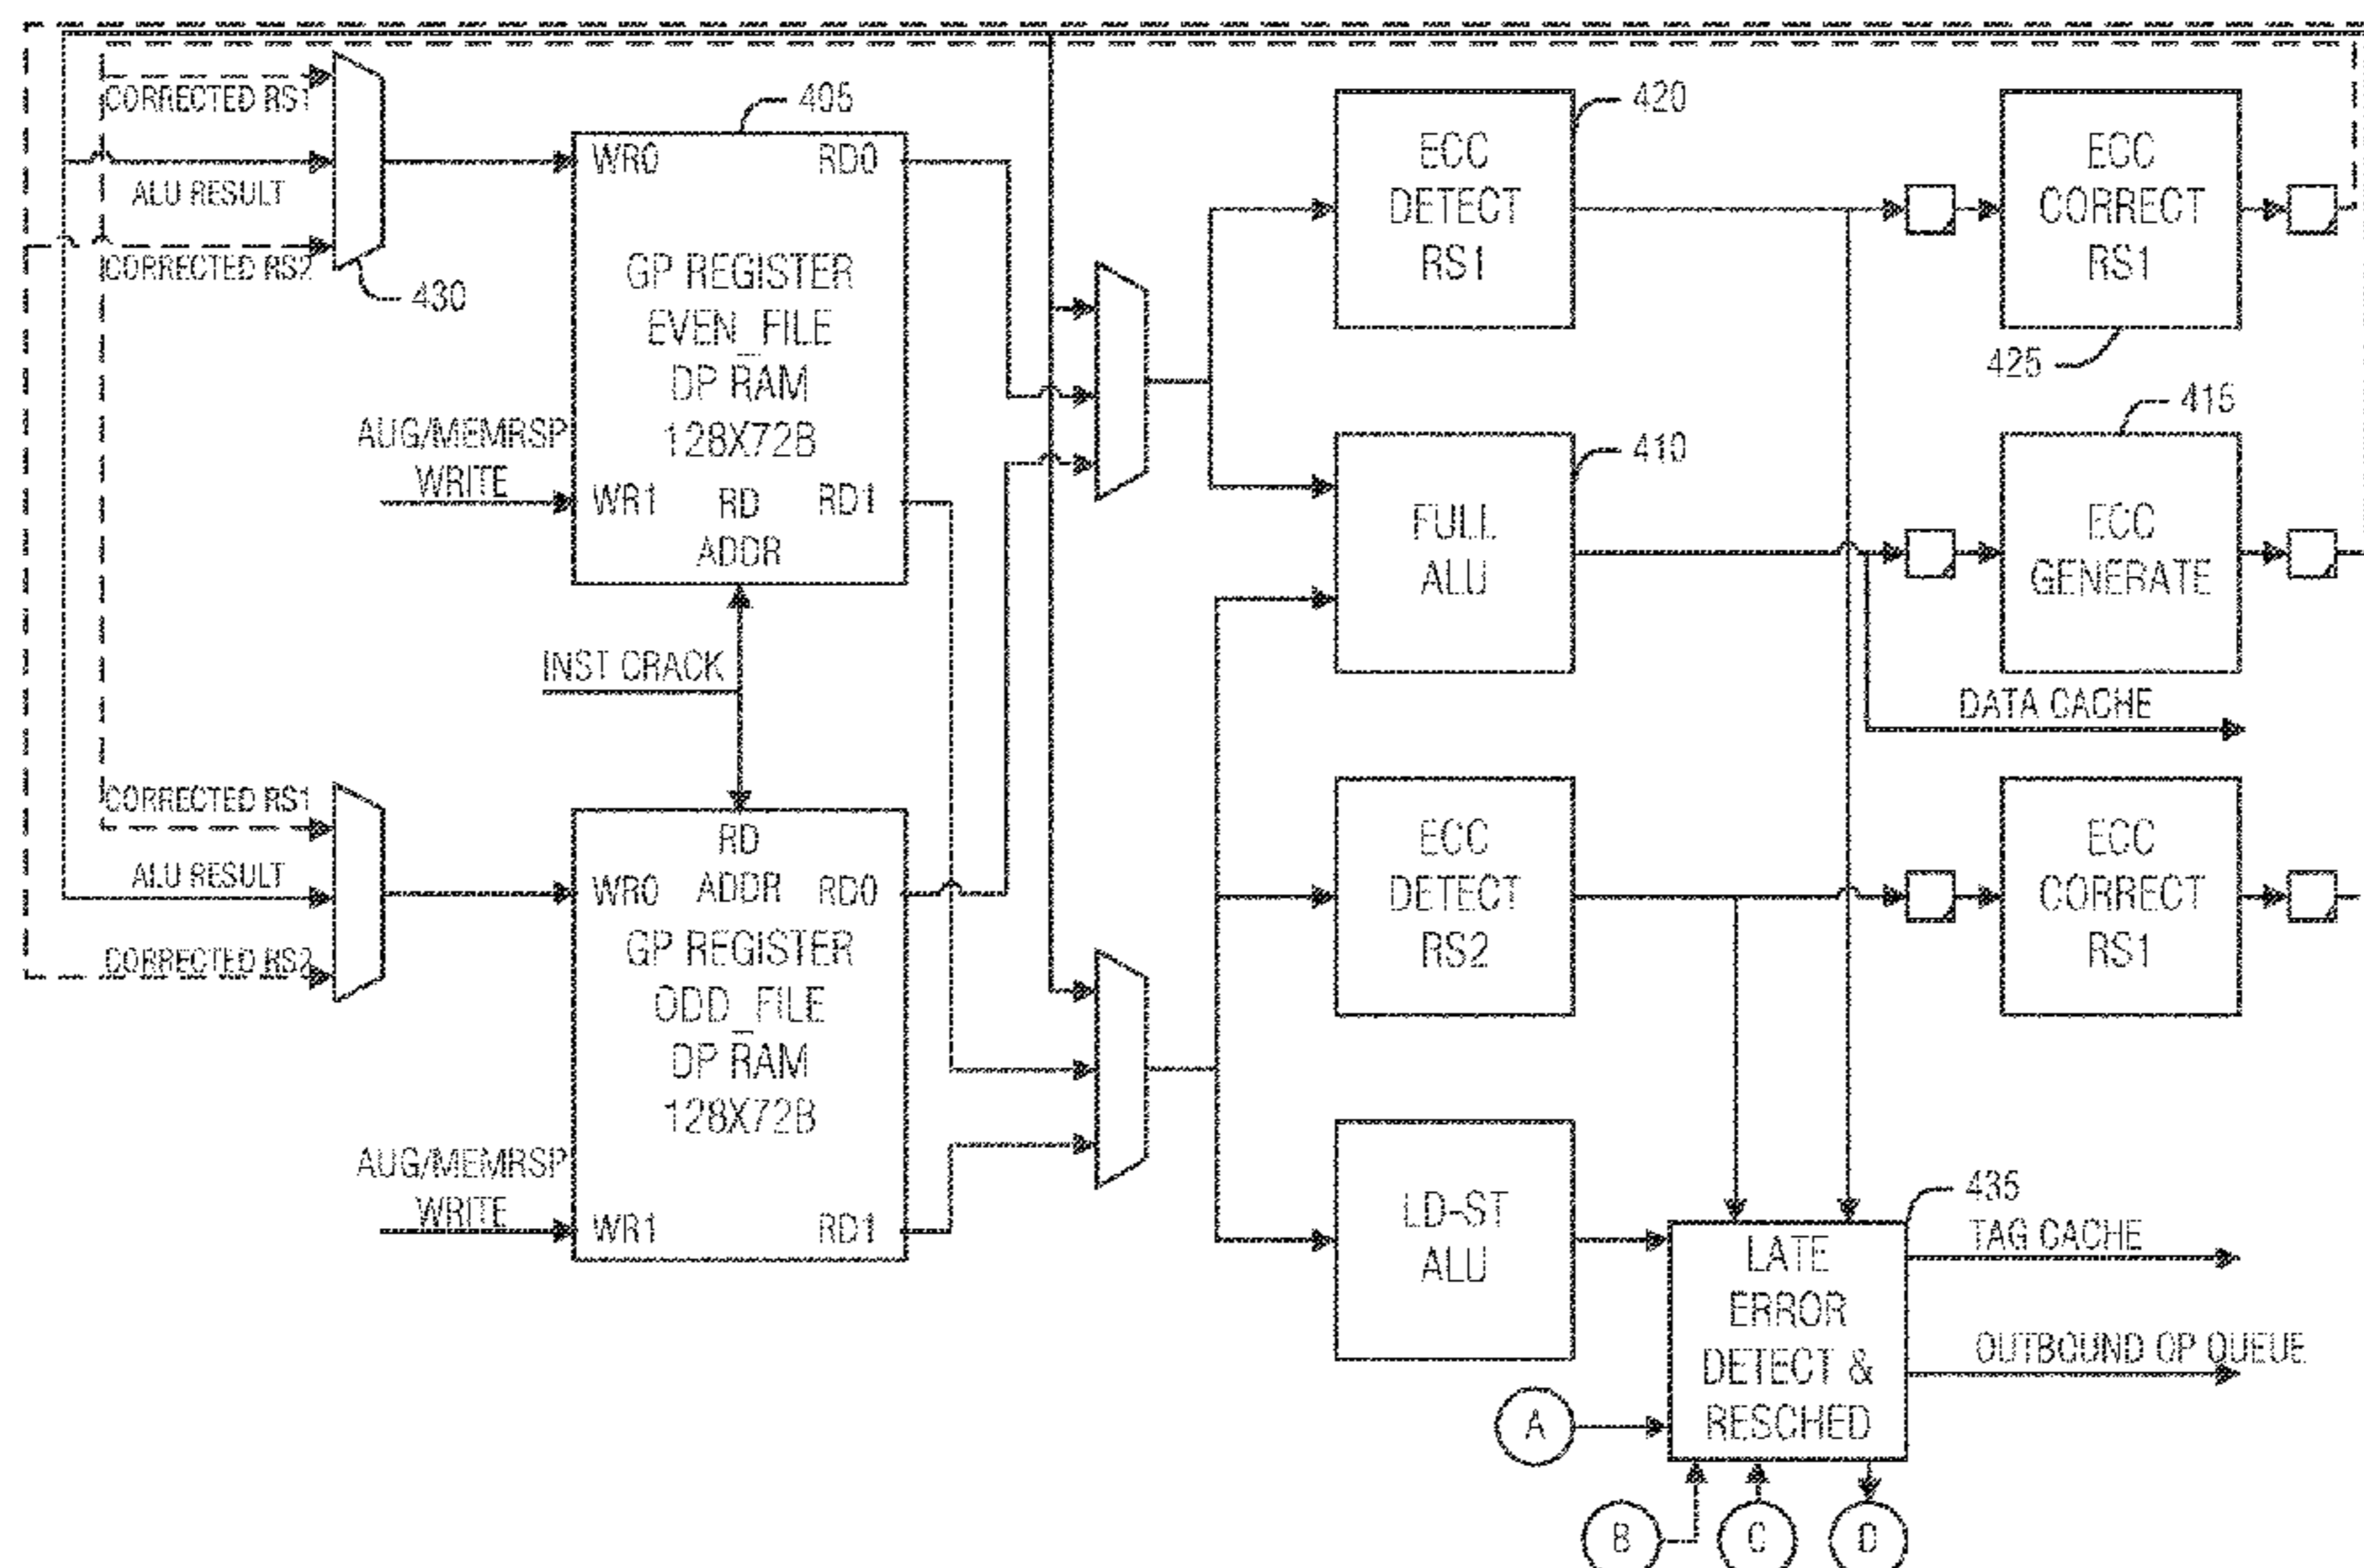 CORRECTED RS1
ALU RESULT
CORRECTED RS2
430
405
WR0 RD0
GP REGISTER
EVEN_FILE
DP RAM
128X72B
AUG/MEMRSP
WRITE
WR1 RD RD1
ADDR
INST CRACK
420
ECC
DETECT
RS1
ECC
CORRECT
RS1
425
410
FULL
ALU
415
ECC
GENERATE
DATA CACHE
CORRECTED RS1
ALU RESULT
CORRECTED RS2
RD
WR0 ADDR RD0
GP REGISTER
ODD_FILE
DP RAM
128X72B
AUG/MEMRSP
WRITE
WR1 RD1
ECC
DETECT
RS2
ECC
CORRECT
RS1
LD-ST
ALU
435
LATE
ERROR
DETECT &
RESCHED
TAG CACHE
OUTBOUND OP QUEUE
A
B
C
D